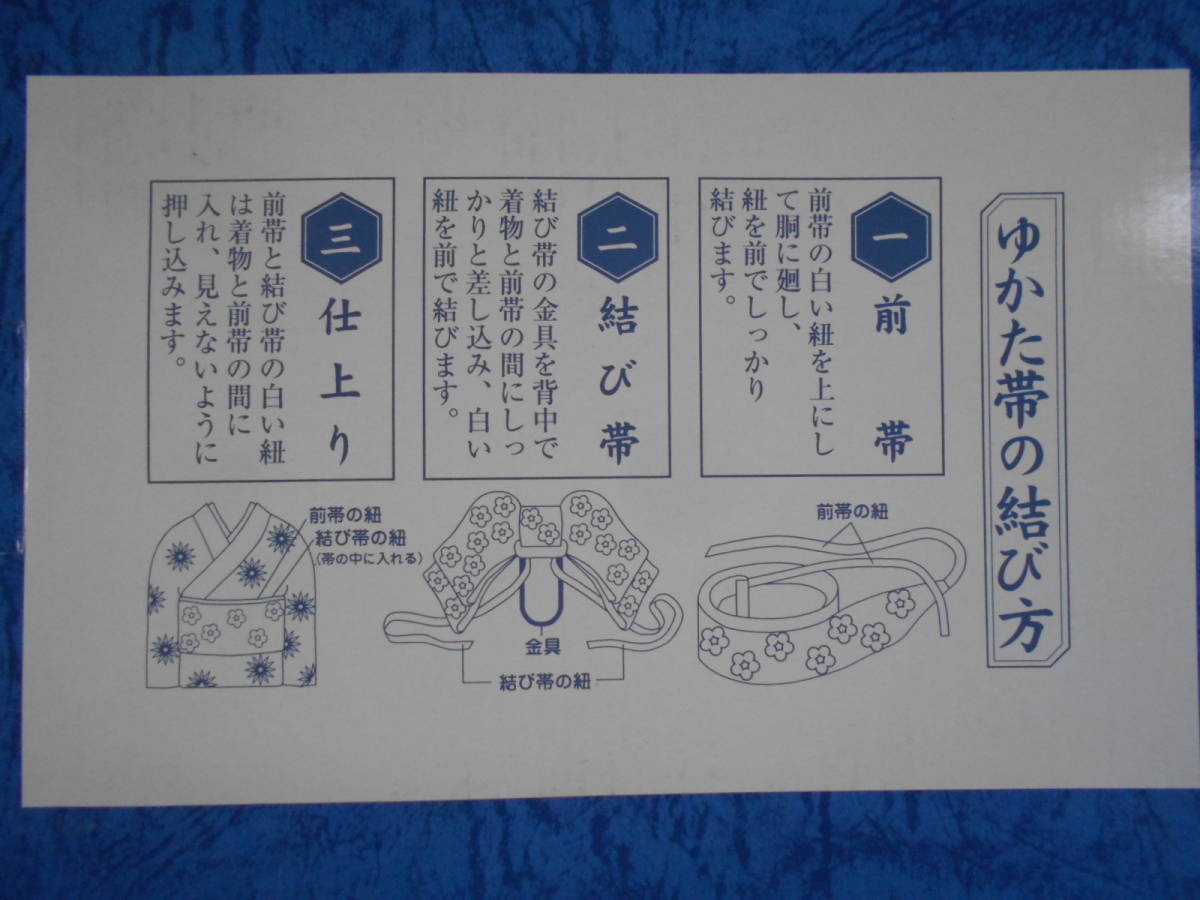 ゆかた帯の結び方
一 前帯
前帯の白い紐を上にし
て胴に廻し、
紐を前でしっかり
結びます。
前帯の紐
二 結び帯
結び帯の金具を背中で
着物と前帯の間にしっ
かりと差し込み、白い
紐を前で結びます。
金具
結び帯の紐
三 仕上り
前帯と結び帯の白い紐
は着物と前帯の間に
入れ、見えないように
押し込みます。
前帯の紐
結び帯の紐
(帯の中に入れる)